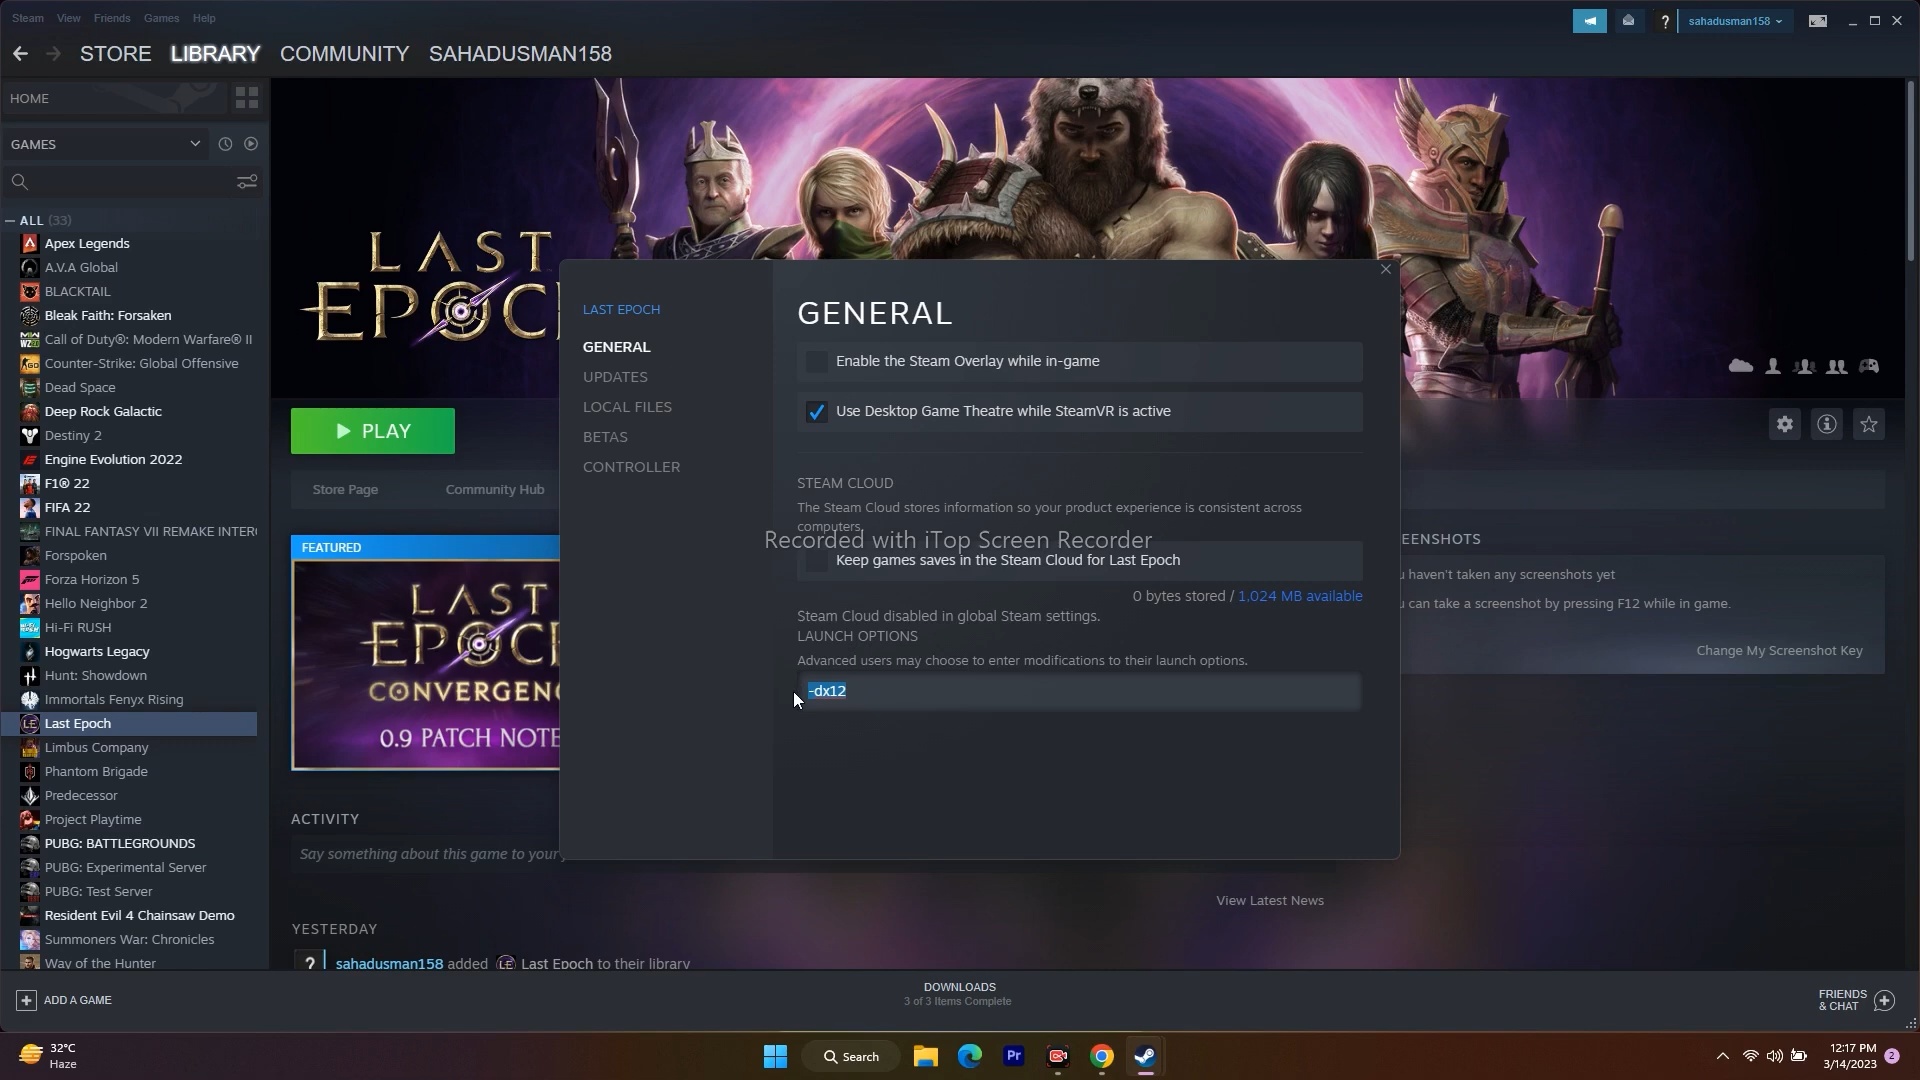 Steam View Friends Games Help
sahadusman158
STORE LIBRARY COMMUNITY SAHADUSMAN158
HOME
GAMES
ALL (33)
Apex Legends
A.V.A Global
BLACKTAIL
Bleak Faith: Forsaken
Call of Duty®: Modern Warfare® II
Counter-Strike: Global Offensive
Dead Space
Deep Rock Galactic
Destiny 2
Engine Evolution 2022
F1® 22
FIFA 22
FINAL FANTASY VII REMAKE INTER
Forspoken
Forza Horizon 5
Hello Neighbor 2
Hi-Fi RUSH
Hogwarts Legacy
Hunt: Showdown
Immortals Fenyx Rising
Last Epoch
Limbus Company
Phantom Brigade
Predecessor
Project Playtime
PUBG: BATTLEGROUNDS
PUBG: Experimental Server
PUBG: Test Server
Resident Evil 4 Chainsaw Demo
Summoners War: Chronicles
Way of the Hunter
ADD A GAME
LAST
EPOC
PLAY
Store Page Community Hub
FEATURED
LAST
EPOC
CONVERGENC
0.9 PATCH NOTE
ACTIVITY
Say something about this game to your
View Latest News
YESTERDAY
sahadusman158 added Last Epoch to their library
LAST EPOCH
GENERAL
UPDATES
LOCAL FILES
BETAS
CONTROLLER
GENERAL
Enable the Steam Overlay while in-game
Use Desktop Game Theatre while SteamVR is active
STEAM CLOUD
The Steam Cloud stores information so your product experience is consistent across
computers.
Recorded with iTop Screen Recorder
Keep games saves in the Steam Cloud for Last Epoch
0 bytes stored / 1,024 MB available
Steam Cloud disabled in global Steam settings.
LAUNCH OPTIONS
Advanced users may choose to enter modifications to their launch options.
-dx12
EENSHOTS
u haven't taken any screenshots yet
u can take a screenshot by pressing F12 while in game.
Change My Screenshot Key
DOWNLOADS
3 of 3 Items Complete
FRIENDS
& CHAT
32°C
Haze
Search
Pr
12:17 PM
3/14/2023
2